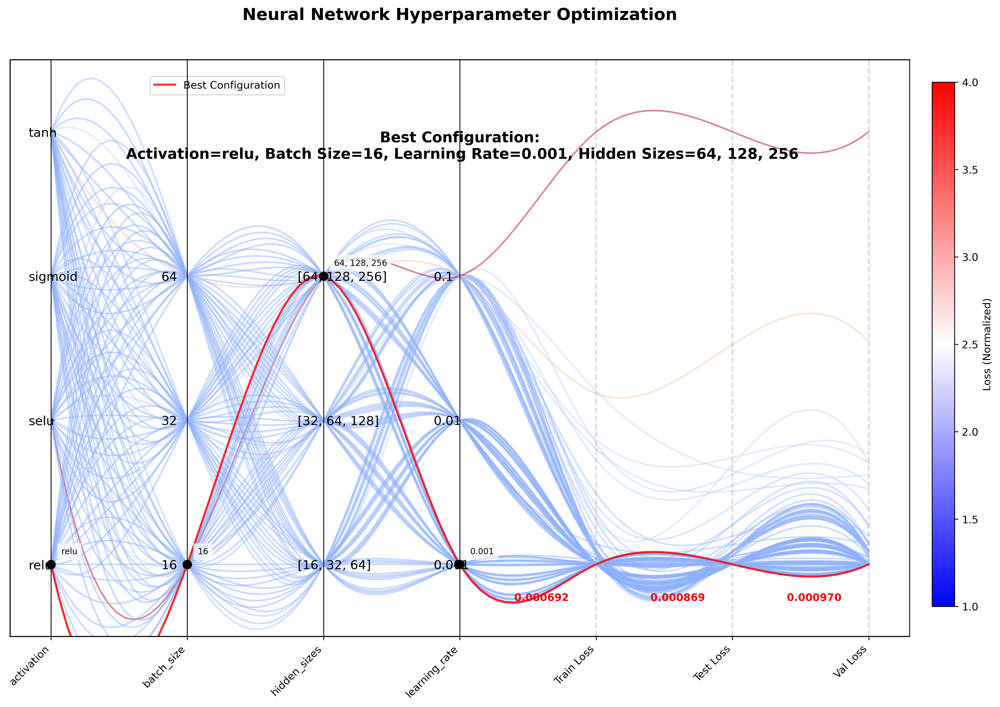 Neural Network Hyperparameter Optimization
Best Configuration
4.0
3.5
3.0
2.5
2.0
1.5
1.0
Loss (Normalized)
tanh
Best Configuration:
Activation=relu, Batch Size=16, Learning Rate=0.001, Hidden Sizes=64, 128, 256
64, 128, 256
sigmoid
64
[64, 128, 256]
0.1
selu
32
[32, 64, 128]
0.01
relu
16
0.001
relu
16
[16, 32, 64]
0.001
0.000692
0.000869
0.000970
activation
batch_size
hidden_sizes
learning_rate
Train Loss
Test Loss
Val Loss